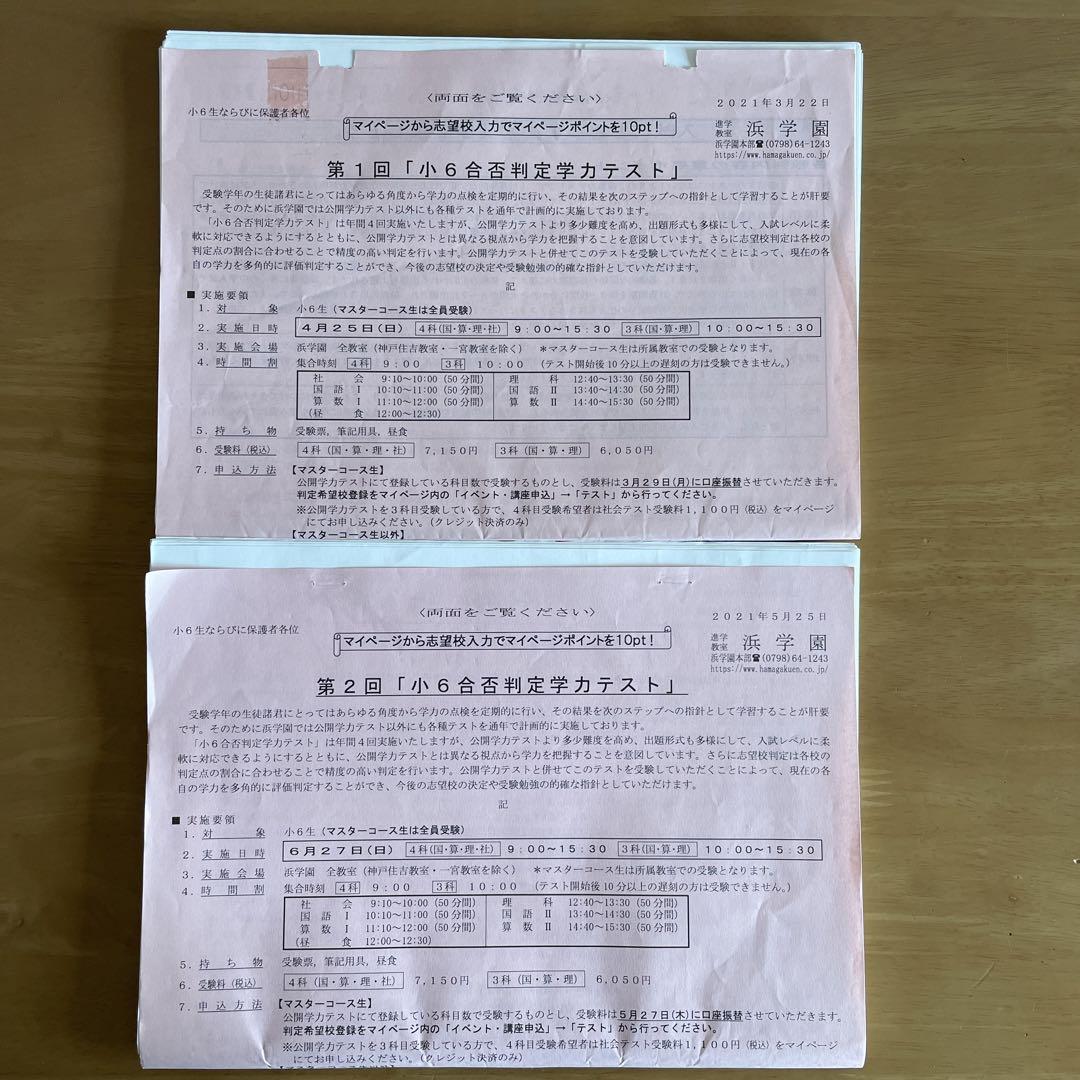 〈両面をご覧ください〉
2021年3月22日
小6生ならびに保護者各位
マイページから志望校入力でマイページポイントを10pt！
進学教室 浜学園
浜学園本部☎(0798)64-1243
https://www.hamagakuen.co.jp/
第1回「小6合否判定学力テスト」
受験学年の生徒諸君にとってはあらゆる角度から学力の点検を定期的に行い、その結果を次のステップへの指針として学習することが肝要
です。そのために浜学園では公開学力テスト以外にも各種テストを通年で計画的に実施しております。
「小6合否判定学力テスト」は年間4回実施いたしますが、公開学力テストより多少難度を高め、出題形式も多様にして、入試レベルに柔
軟に対応できるようにするとともに、公開学力テストとは異なる視点から学力を把握することを意図しています。さらに志望校判定は各校の
判定点の割合に合わせることで精度の高い判定を行います。公開学力テストと併せてこのテストを受験していただくことによって、現在の各
自の学力を多角的に評価判定することができ、今後の志望校の決定や受験勉強の的確な指針としていただけます。
記
■ 実施要領
1. 対象 小6生（マスターコース生は全員受験）
2. 実施日時 4月25日(日) 4科(国・算・理・社) 9：00～15：30 3科(国・算・理) 10：00～15：30
3. 実施会場 浜学園 全教室（神戸住吉教室・一宮教室を除く） ＊マスターコース生は所属教室での受験となります。
4. 時間割 集合時刻 4科 9：00 3科 10：00 （テスト開始後10分以上の遅刻の方は受験できません。）
社会 9:10～10:00 (50分間) 理科 12:40～13:30 (50分間)
国語Ⅰ 10:10～11:00 (50分間) 国語Ⅱ 13:40～14:30 (50分間)
算数Ⅰ 11:10～12:00 (50分間) 算数Ⅱ 14:40～15:30 (50分間)
(昼食 12:00～12:30)
5. 持ち物 受験票, 筆記用具, 昼食
6. 受験料（税込） 4科（国・算・理・社） 7,150円 3科（国・算・理） 6,050円
7. 申込方法 【マスターコース生】
公開学力テストにて登録している科目数で受験するものとし、受験料は3月29日(月)に口座振替させていただきます。
判定希望校登録をマイページ内の「イベント・講座申込」→「テスト」から行ってください。
※公開学力テストを3科目受験している方で、4科目受験希望者は社会テスト受験料1,100円（税込）をマイページ
にてお申し込みください。(クレジット決済のみ)
【マスターコース生以外】
〈両面をご覧ください〉
2021年5月25日
小6生ならびに保護者各位
マイページから志望校入力でマイページポイントを10pt！
進学教室 浜学園
浜学園本部☎(0798)64-1243
https://www.hamagakuen.co.jp/
第2回「小6合否判定学力テスト」
受験学年の生徒諸君にとってはあらゆる角度から学力の点検を定期的に行い、その結果を次のステップへの指針として学習することが肝要
です。そのために浜学園では公開学力テスト以外にも各種テストを通年で計画的に実施しております。
「小6合否判定学力テスト」は年間4回実施いたしますが、公開学力テストより多少難度を高め、出題形式も多様にして、入試レベルに柔
軟に対応できるようにするとともに、公開学力テストとは異なる視点から学力を把握することを意図しています。さらに志望校判定は各校の
判定点の割合に合わせることで精度の高い判定を行います。公開学力テストと併せてこのテストを受験していただくことによって、現在の各
自の学力を多角的に評価判定することができ、今後の志望校の決定や受験勉強の的確な指針としていただけます。
記
■ 実施要領
1. 対象 小6生（マスターコース生は全員受験）
2. 実施日時 6月27日(日) 4科(国・算・理・社) 9：00～15：30 3科(国・算・理) 10：00～15：30
3. 実施会場 浜学園 全教室（神戸住吉教室・一宮教室を除く） ＊マスターコース生は所属教室での受験となります。
4. 時間割 集合時刻 4科 9：00 3科 10：00 （テスト開始後10分以上の遅刻の方は受験できません。）
社会 9:10～10:00 (50分間) 理科 12:40～13:30 (50分間)
国語Ⅰ 10:10～11:00 (50分間) 国語Ⅱ 13:40～14:30 (50分間)
算数Ⅰ 11:10～12:00 (50分間) 算数Ⅱ 14:40～15:30 (50分間)
(昼食 12:00～12:30)
5. 持ち物 受験票, 筆記用具, 昼食
6. 受験料（税込） 4科（国・算・理・社） 7,150円 3科（国・算・理） 6,050円
7. 申込方法 【マスターコース生】
公開学力テストにて登録している科目数で受験するものとし、受験料は5月27日(木)に口座振替させていただきます。
判定希望校登録をマイページ内の「イベント・講座申込」→「テスト」から行ってください。
※公開学力テストを3科目受験している方で、4科目受験希望者は社会テスト受験料1,100円（税込）をマイページ
にてお申し込みください。(クレジット決済のみ)